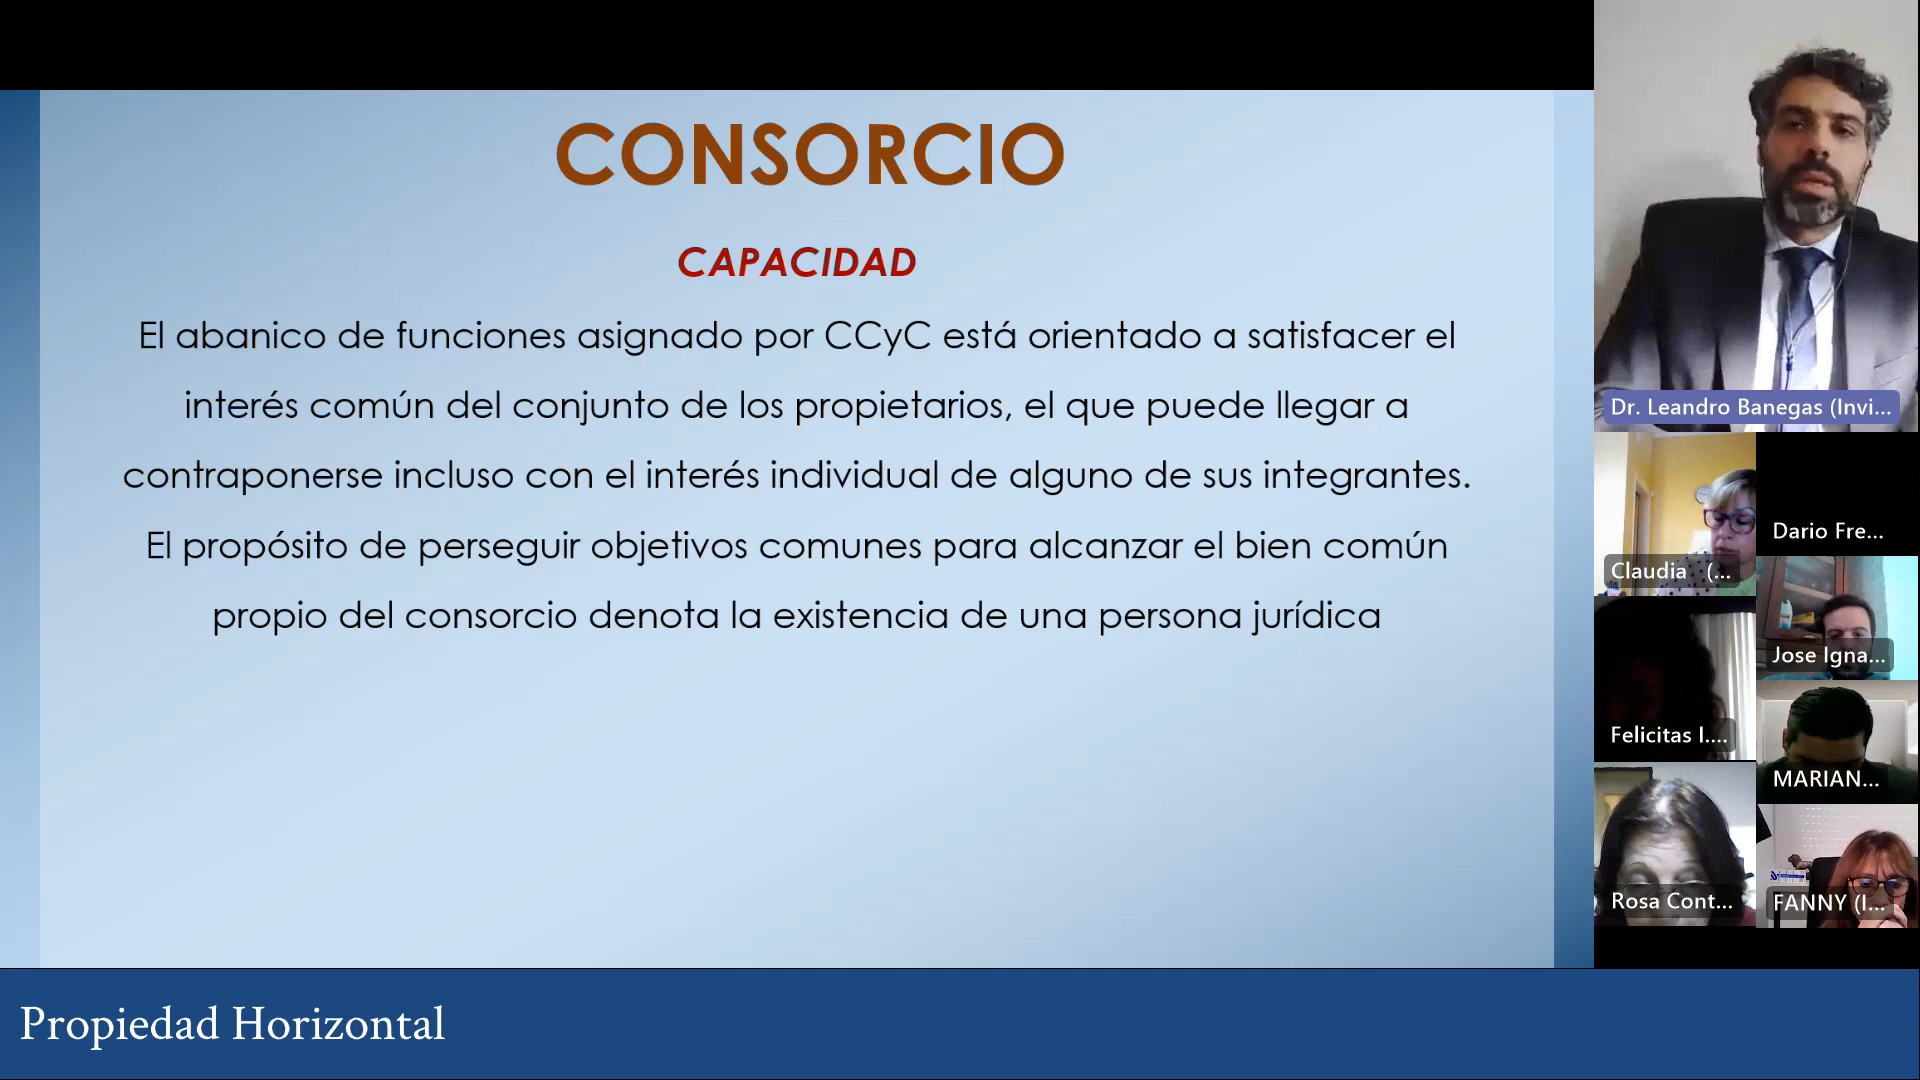 CONSORCIO
CAPACIDAD
El abanico de funciones asignado por CCyC está orientado a satisfacer el
interés común del conjunto de los propietarios, el que puede llegar a
contraponerse incluso con el interés individual de alguno de sus integrantes.
El propósito de perseguir objetivos comunes para alcanzar el bien común
propio del consorcio denota la existencia de una persona jurídica
Dr. Leandro Banegas (Invi...
Claudia (...
Dario Fre...
Jose Igna...
Felicitas I....
MARIAN...
Rosa Cont...
FANNY (I...
Propiedad Horizontal